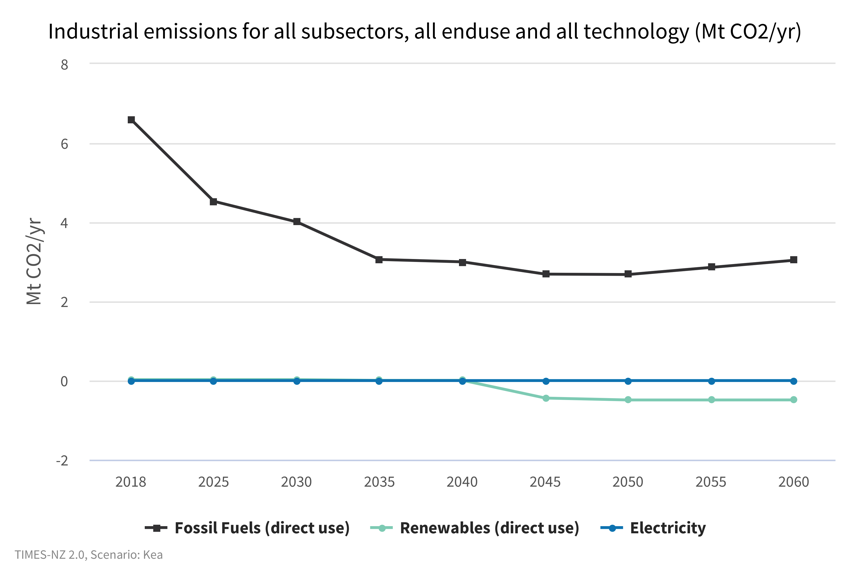 Industrial emissions for all subsectors, all enduse and all technology (Mt CO2/yr)
8
6
4
2
0
-2
Mt CO2/yr
2018 2025 2030 2035 2040 2045 2050 2055 2060
Fossil Fuels (direct use) Renewables (direct use) Electricity
TIMES-NZ 2.0, Scenario: Kea